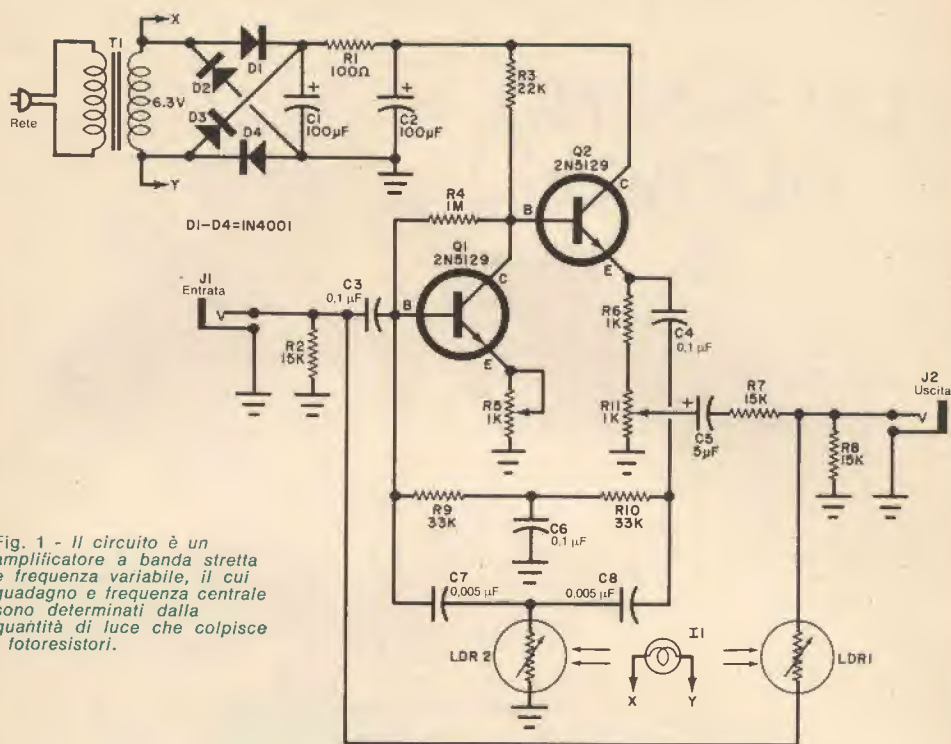 X
T1
D1
D2
D3
D4
6.3V
Rete
Y
D1-D4=1N4001
R1
100Ω
+
C1
100µF
+
C2
100µF
R3
22K
Q2
2N5129
B
C
E
R4
1M
Q1
2N5129
B
C
E
J1
Entrata
R2
15K
C3
0,1 µF
R5
1K
R6
1K
C4
0,1 µF
R11
1K
+
C5
5µF
R7
15K
J2
Uscita
R8
15K
R9
33K
R10
33K
C6
0,1 µF
C7
0,005 µF
C8
0,005 µF
LDR 2
I1
X
Y
LDR1
Fig. 1 - Il circuito è un
amplificatore a banda stretta
e frequenza variabile, il cui
guadagno e frequenza centrale
sono determinati dalla
quantità di luce che colpisce
i fotoresistori.